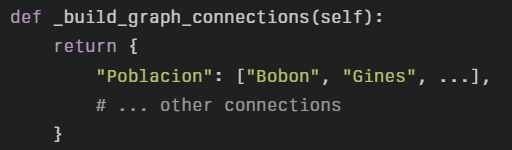 def _build_graph_connections(self):
    return {
        "Poblacion": ["Bobon", "Gines", ...],
        # ... other connections
    }